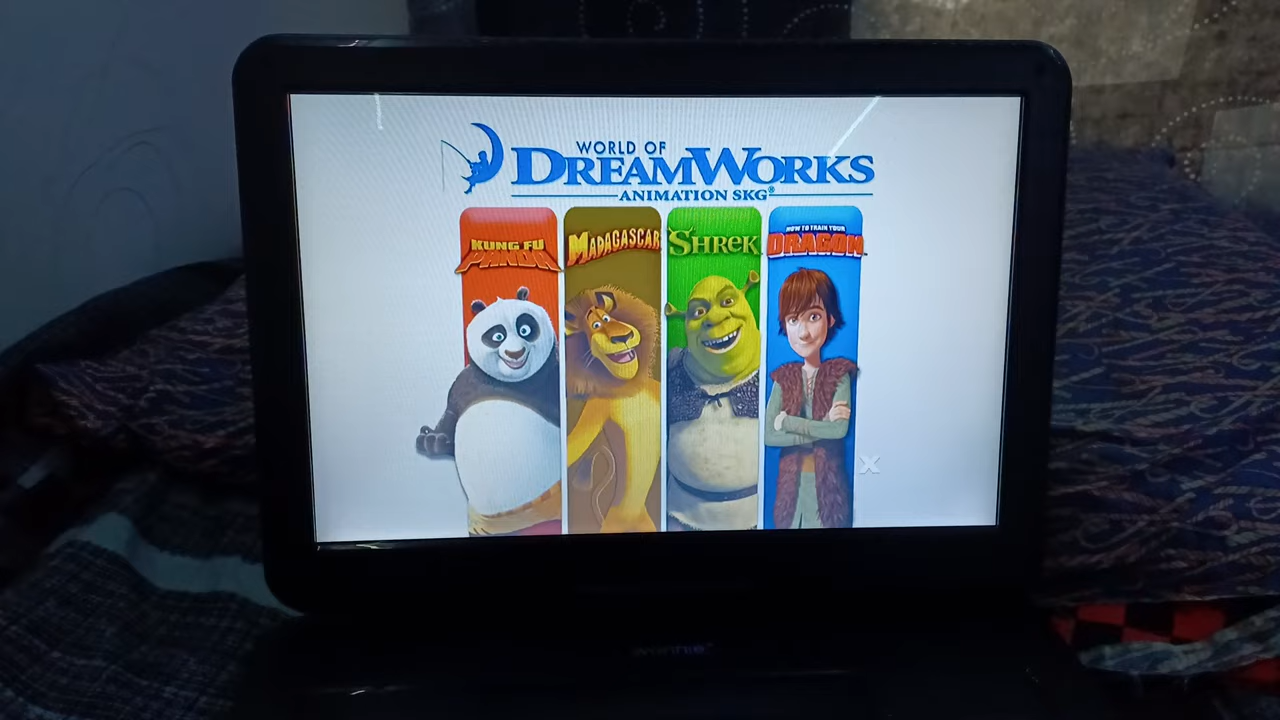 WORLD OF
DREAMWORKS
ANIMATION SKG®
KUNG FU
PANDA
MADAGASCAR
SHREK
HOW TO TRAIN YOUR
DRAGON
X